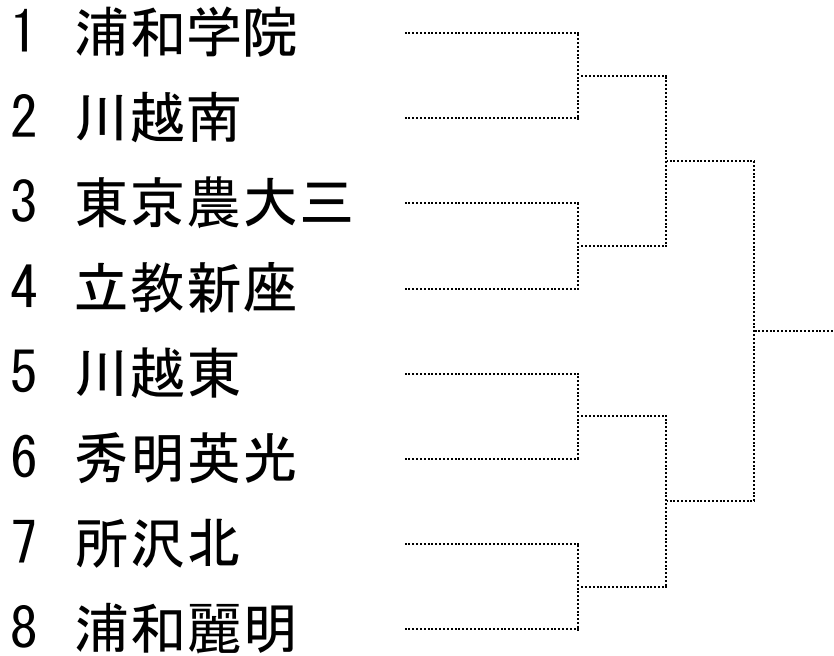 1 浦和学院
2 川越南
3 東京農大三
4 立教新座
5 川越東
6 秀明英光
7 所沢北
8 浦和麗明